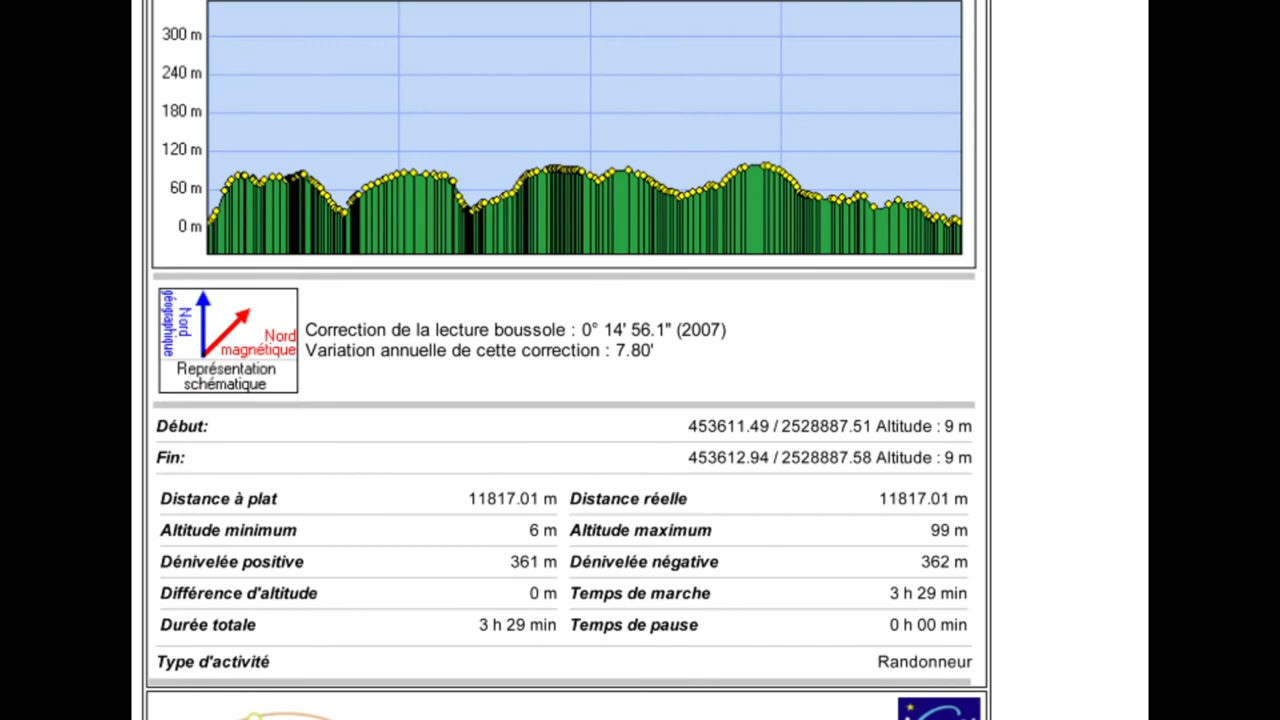 300 m
240 m
180 m
120 m
60 m
0 m
Nord géographique
Nord magnétique
Représentation schématique
Correction de la lecture boussole : 0° 14' 56.1" (2007)
Variation annuelle de cette correction : 7.80'
Début: 453611.49 / 2528887.51 Altitude : 9 m
Fin: 453612.94 / 2528887.58 Altitude : 9 m
Distance à plat 11817.01 m Distance réelle 11817.01 m
Altitude minimum 6 m Altitude maximum 99 m
Dénivelée positive 361 m Dénivelée négative 362 m
Différence d'altitude 0 m Temps de marche 3 h 29 min
Durée totale 3 h 29 min Temps de pause 0 h 00 min
Type d'activité Randonneur